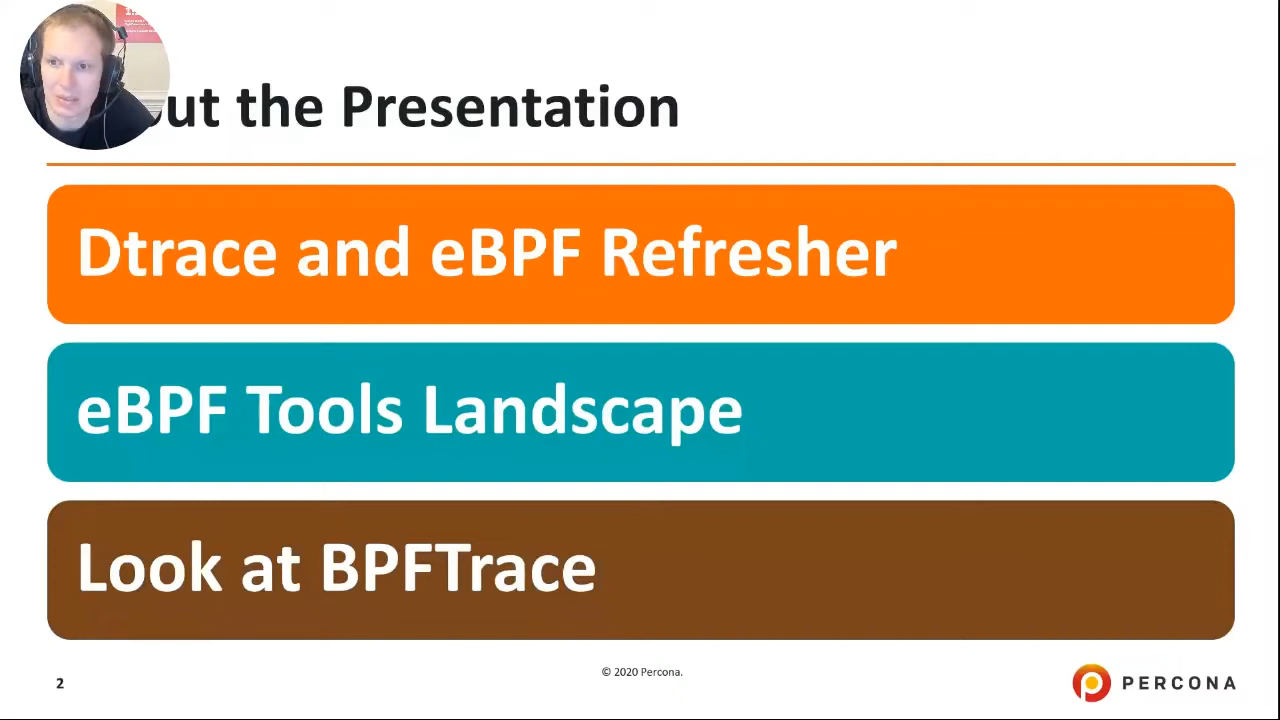 ut the Presentation
Dtrace and eBPF Refresher
eBPF Tools Landscape
Look at BPFTrace
2
© 2020 Percona.
PERCONA